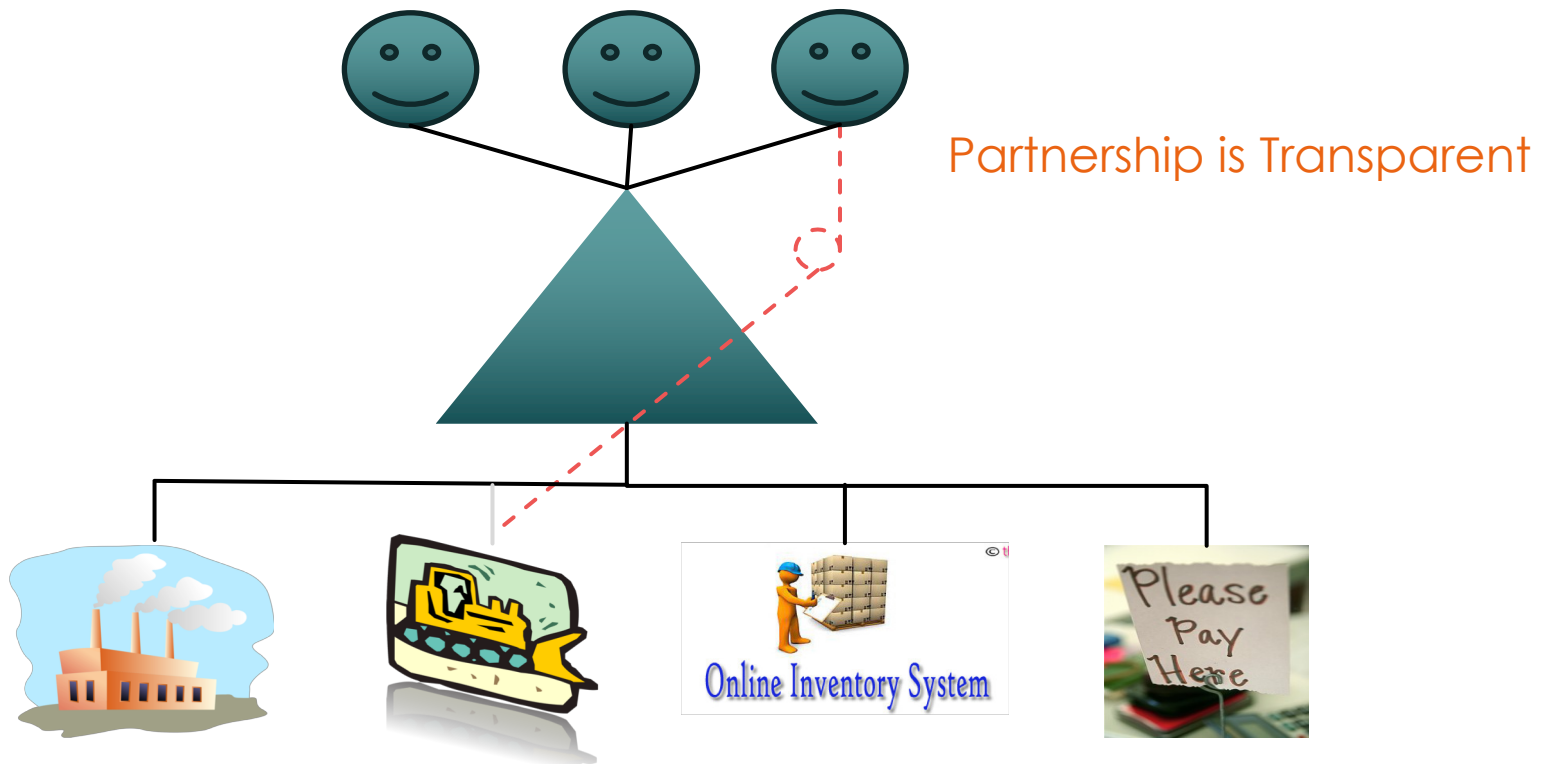 Partnership is Transparent
© t
Online Inventory System
Please
Pay
Here